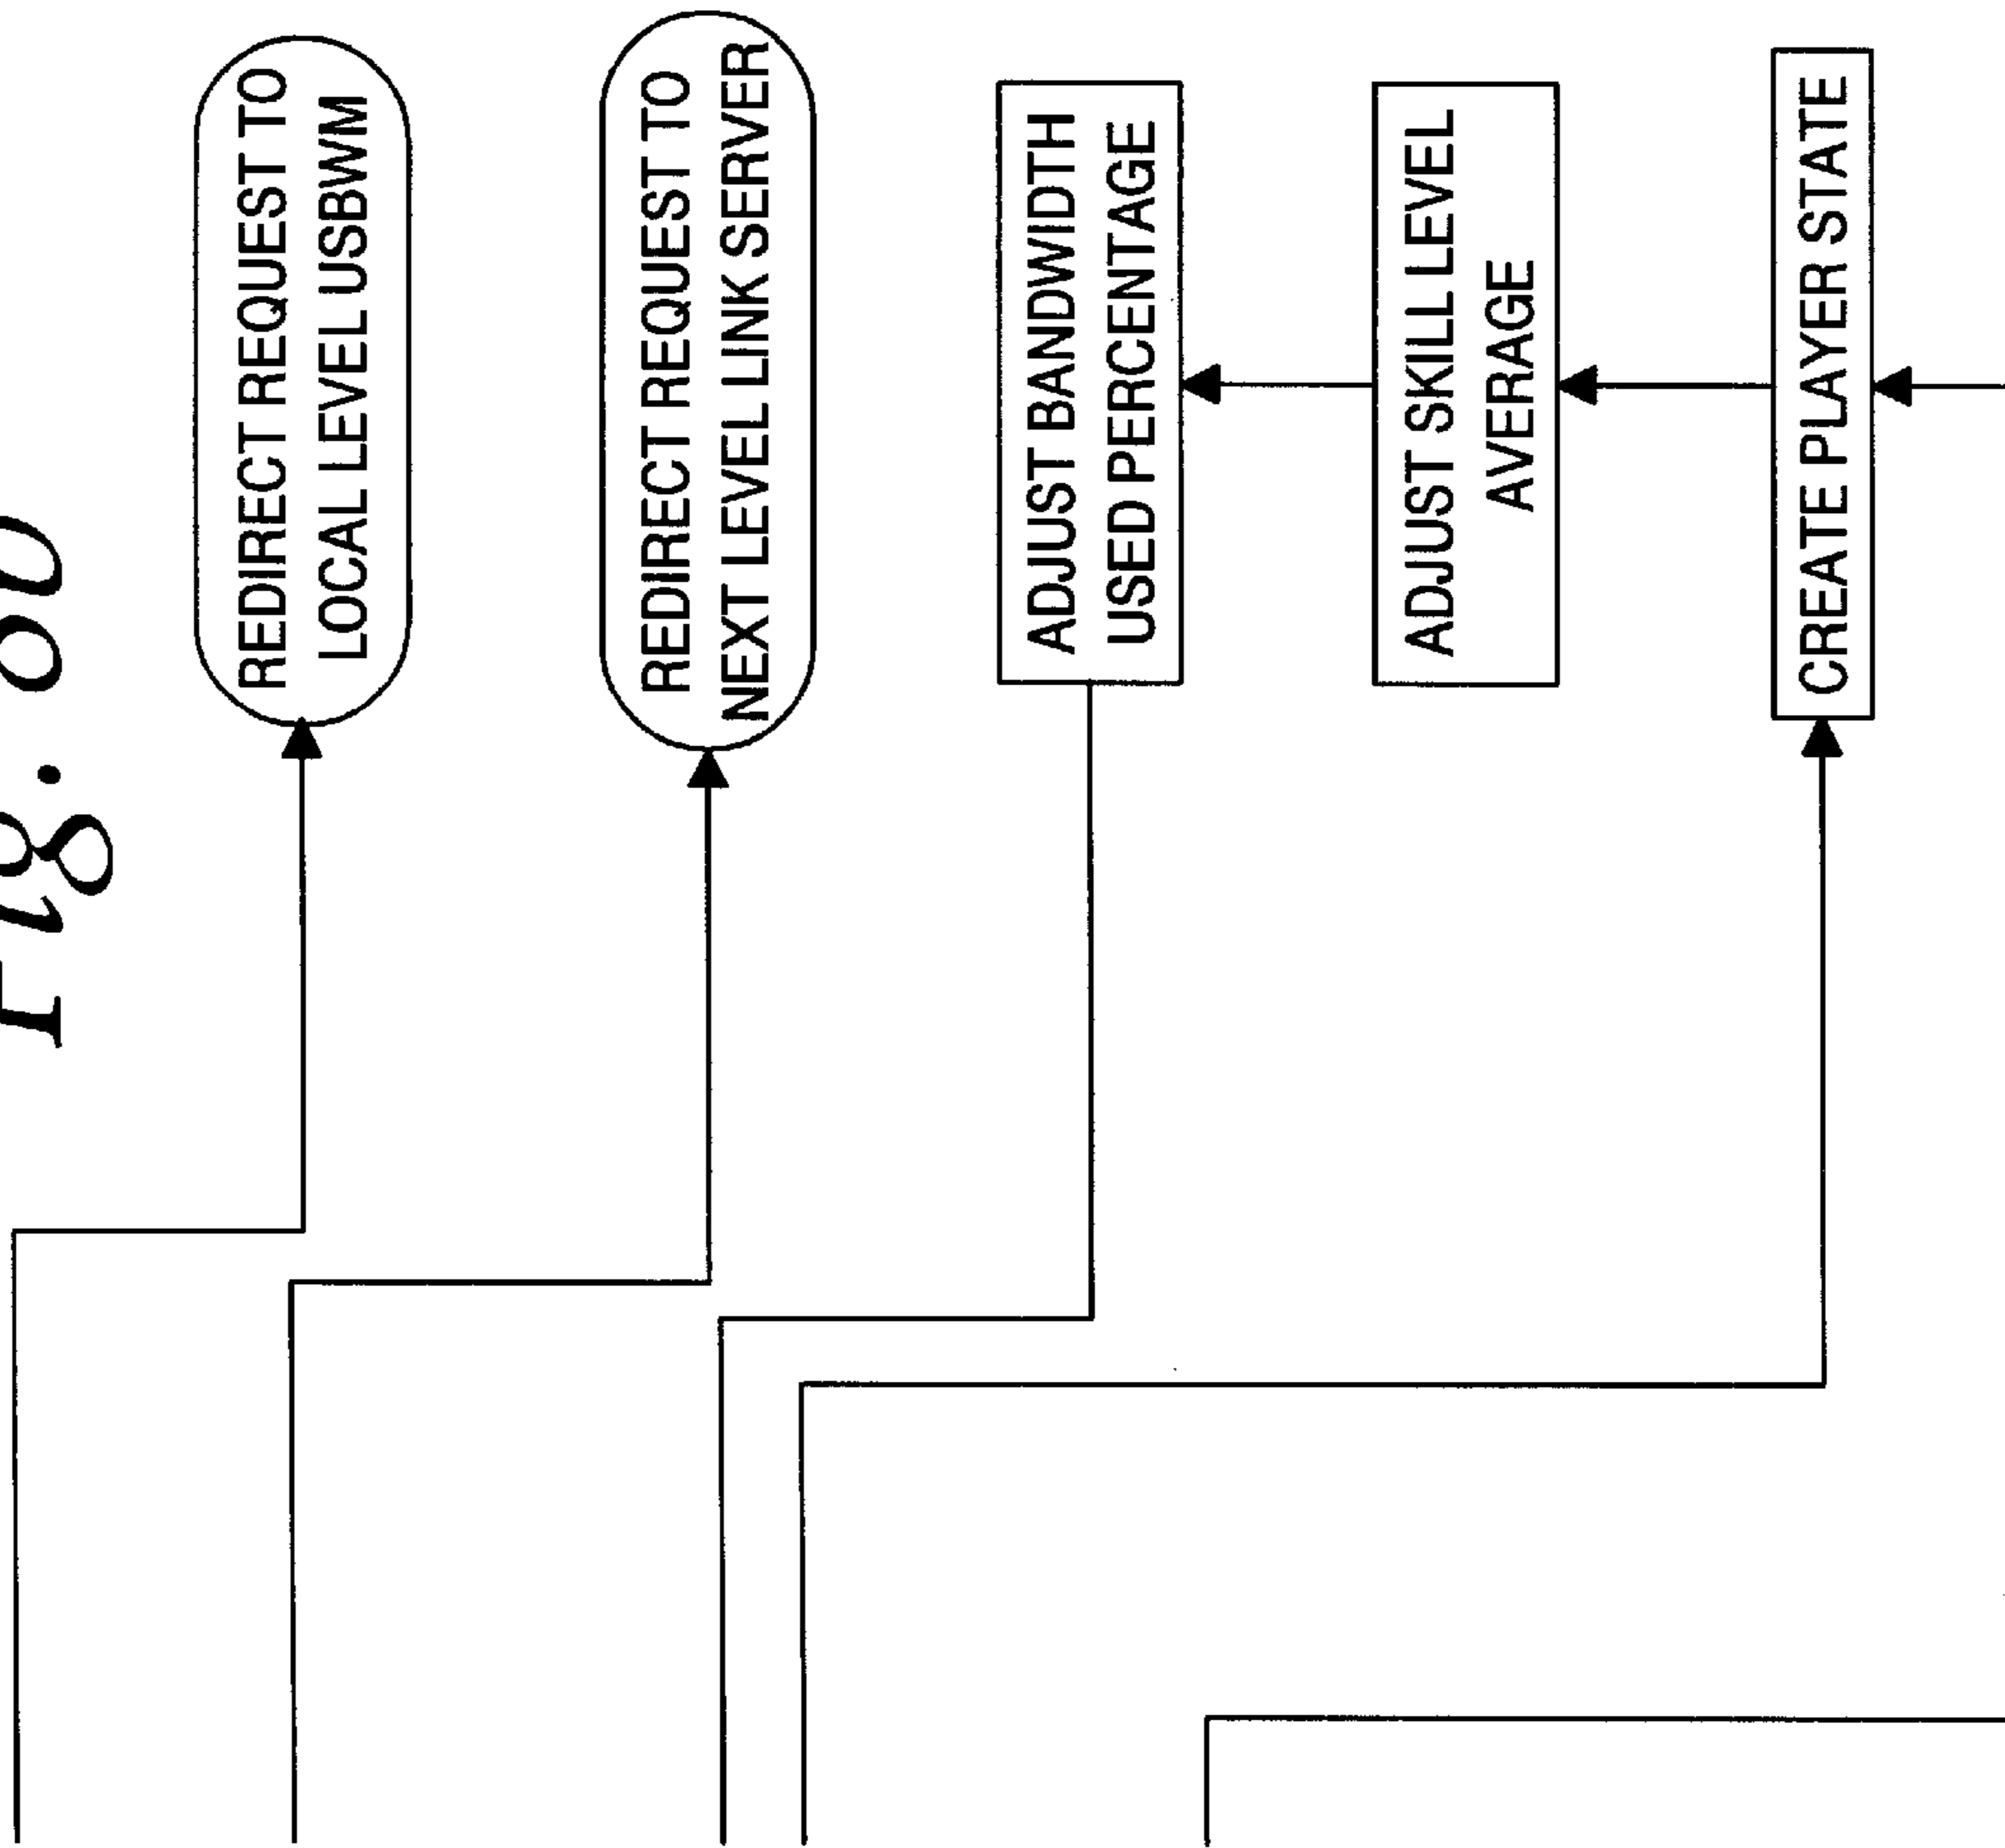 Fig.
REDIRECT REQUEST TO
LOCAL LEVEL USBWM
REDIRECT REQUEST TO
NEXT LEVEL LINK SERVER
ADJUST BANDWIDTH
USED PERCENTAGE
ADJUST SKILL LEVEL
AVERAGE
CREATE PLAYER STATE